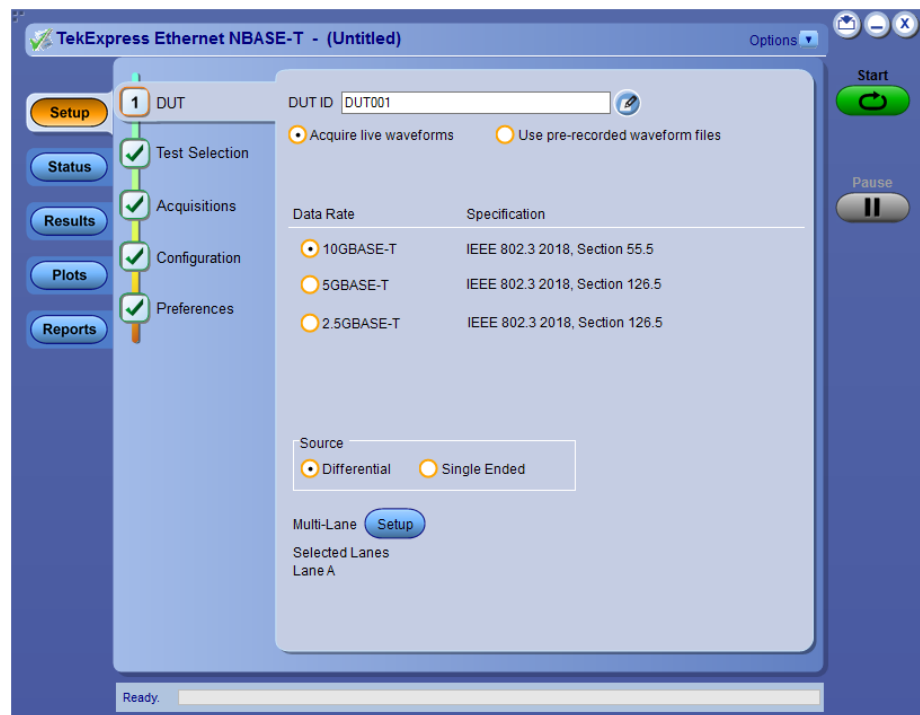 TekExpress Ethernet NBASE-T - (Untitled)
Options
X
Start
Pause
Setup
Status
Results
Plots
Reports
1 DUT
Test Selection
Acquisitions
Configuration
Preferences
DUT ID DUT001
Acquire live waveforms Use pre-recorded waveform files
Data Rate Specification
10GBASE-T IEEE 802.3 2018, Section 55.5
5GBASE-T IEEE 802.3 2018, Section 126.5
2.5GBASE-T IEEE 802.3 2018, Section 126.5
Source
Differential Single Ended
Multi-Lane Setup
Selected Lanes
Lane A
Ready.